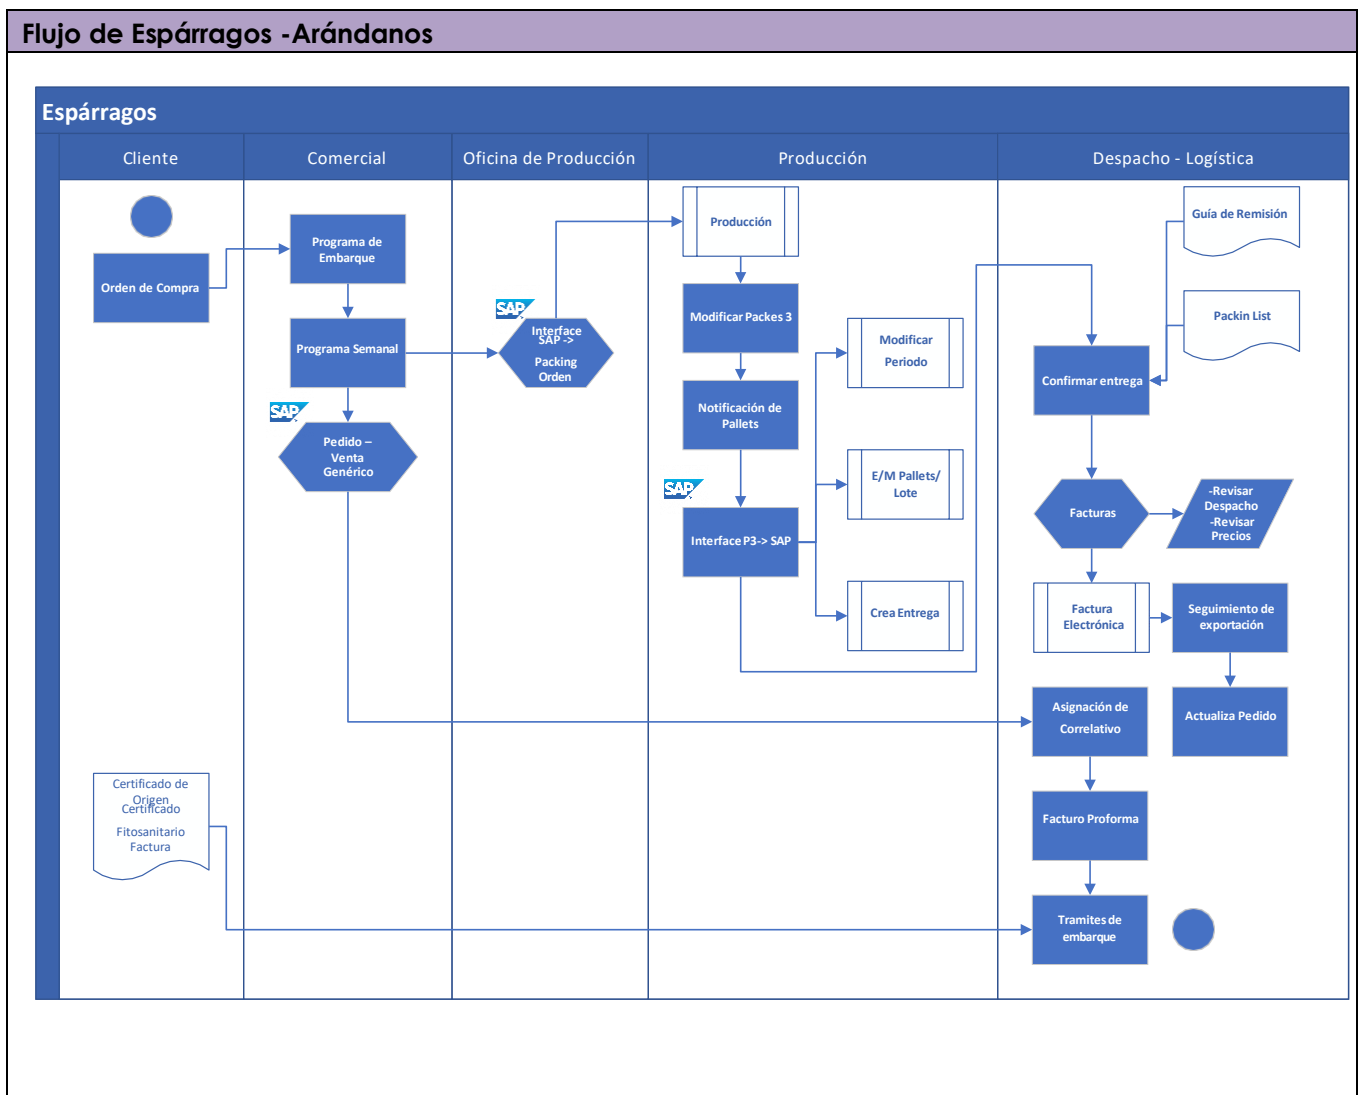 Flujo de Espárragos -Arándanos
Espárragos
Cliente
Comercial
Oficina de Producción
Producción
Despacho - Logística
Orden de Compra
Programa de
Embarque
Programa Semanal
SAP
Pedido –
Venta
Genérico
SAP
Interface
SAP ->
Packing
Orden
Producción
Modificar Packes 3
Notificación de
Pallets
SAP
Interface P3-> SAP
Modificar
Periodo
E/M Pallets/
Lote
Crea Entrega
Guía de Remisión
Packin List
Confirmar entrega
Facturas
-Revisar
Despacho
-Revisar
Precios
Factura
Electrónica
Seguimiento de
exportación
Actualiza Pedido
Asignación de
Correlativo
Facturo Proforma
Tramites de
embarque
Certificado de
Origen
Certificado
Fitosanitario
Factura